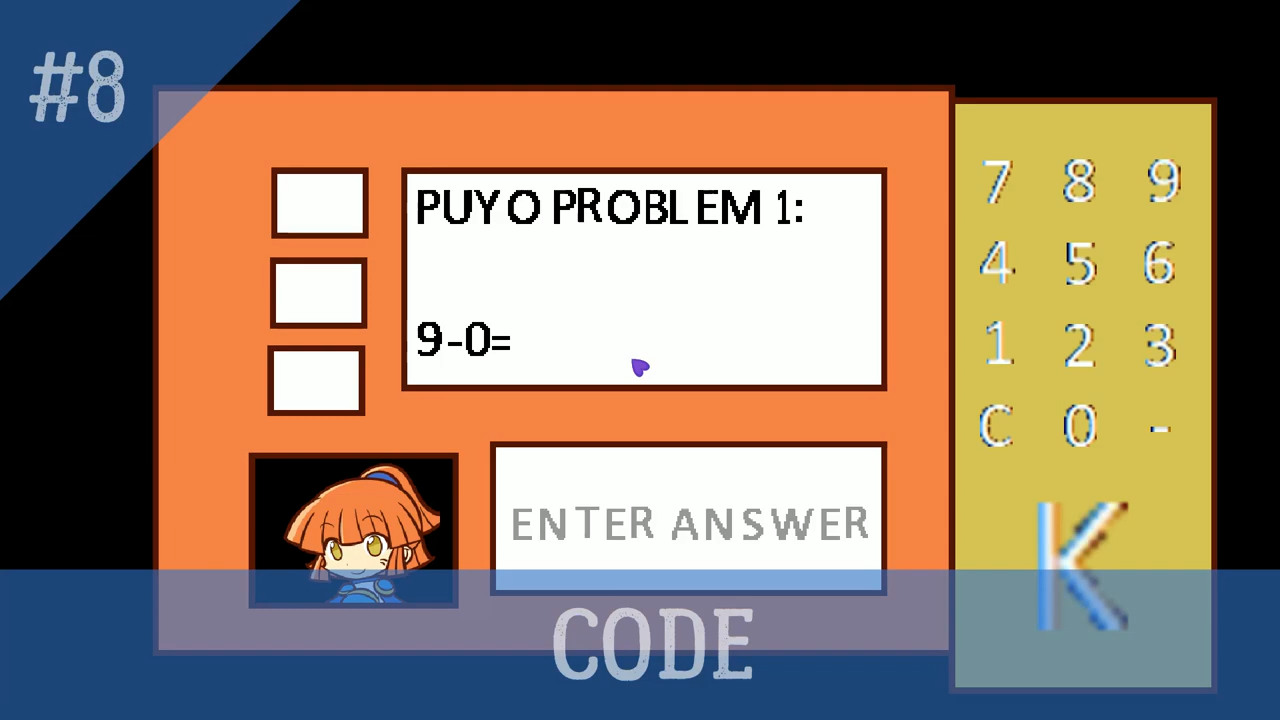 #8
PUYO PROBLEM 1:
9-0=
ENTER ANSWER
7 8 9
4 5 6
1 2 3
C 0 -
K
CODE